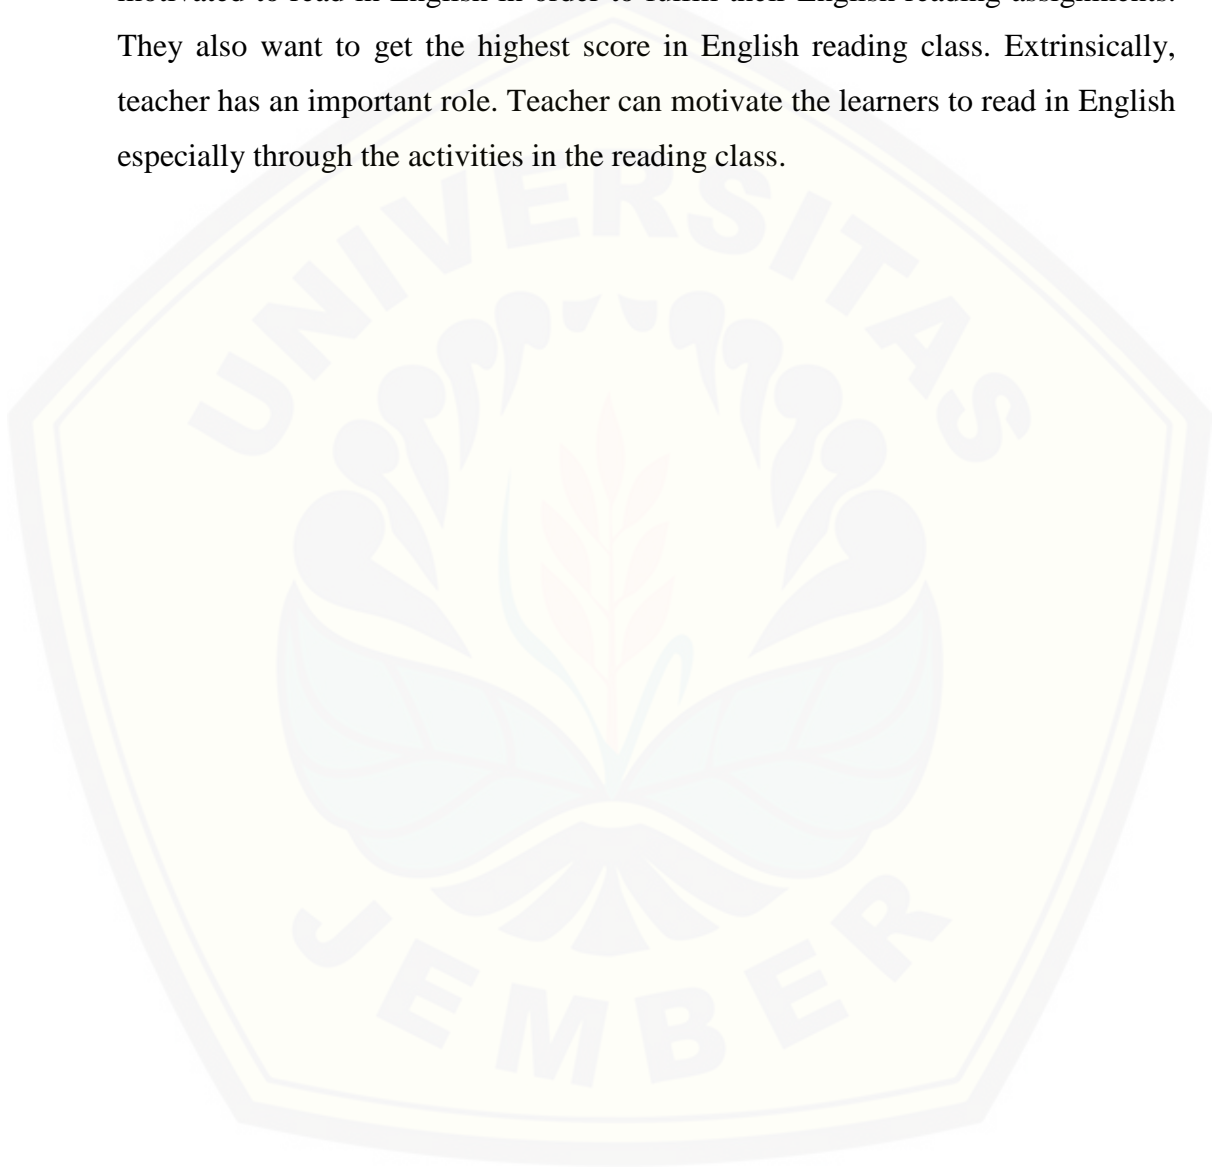 motivated to read in English in order to fulfill their English reading assignments.
They also want to get the highest score in English reading class. Extrinsically,
teacher has an important role. Teacher can motivate the learners to read in English
especially through the activities in the reading class.
UNIVERSITAS
JEMBER